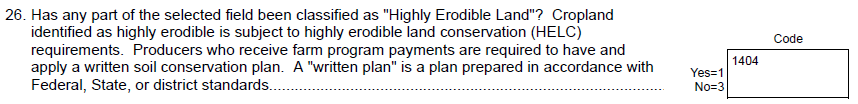 26. Has any part of the selected field been classified as "Highly Erodible Land"? Cropland
identified as highly erodible is subject to highly erodible land conservation (HELC)
requirements. Producers who receive farm program payments are required to have and
apply a written soil conservation plan. A "written plan" is a plan prepared in accordance with
Federal, State, or district standards.....................................................................................................
Code
1404
Yes=1
No=3